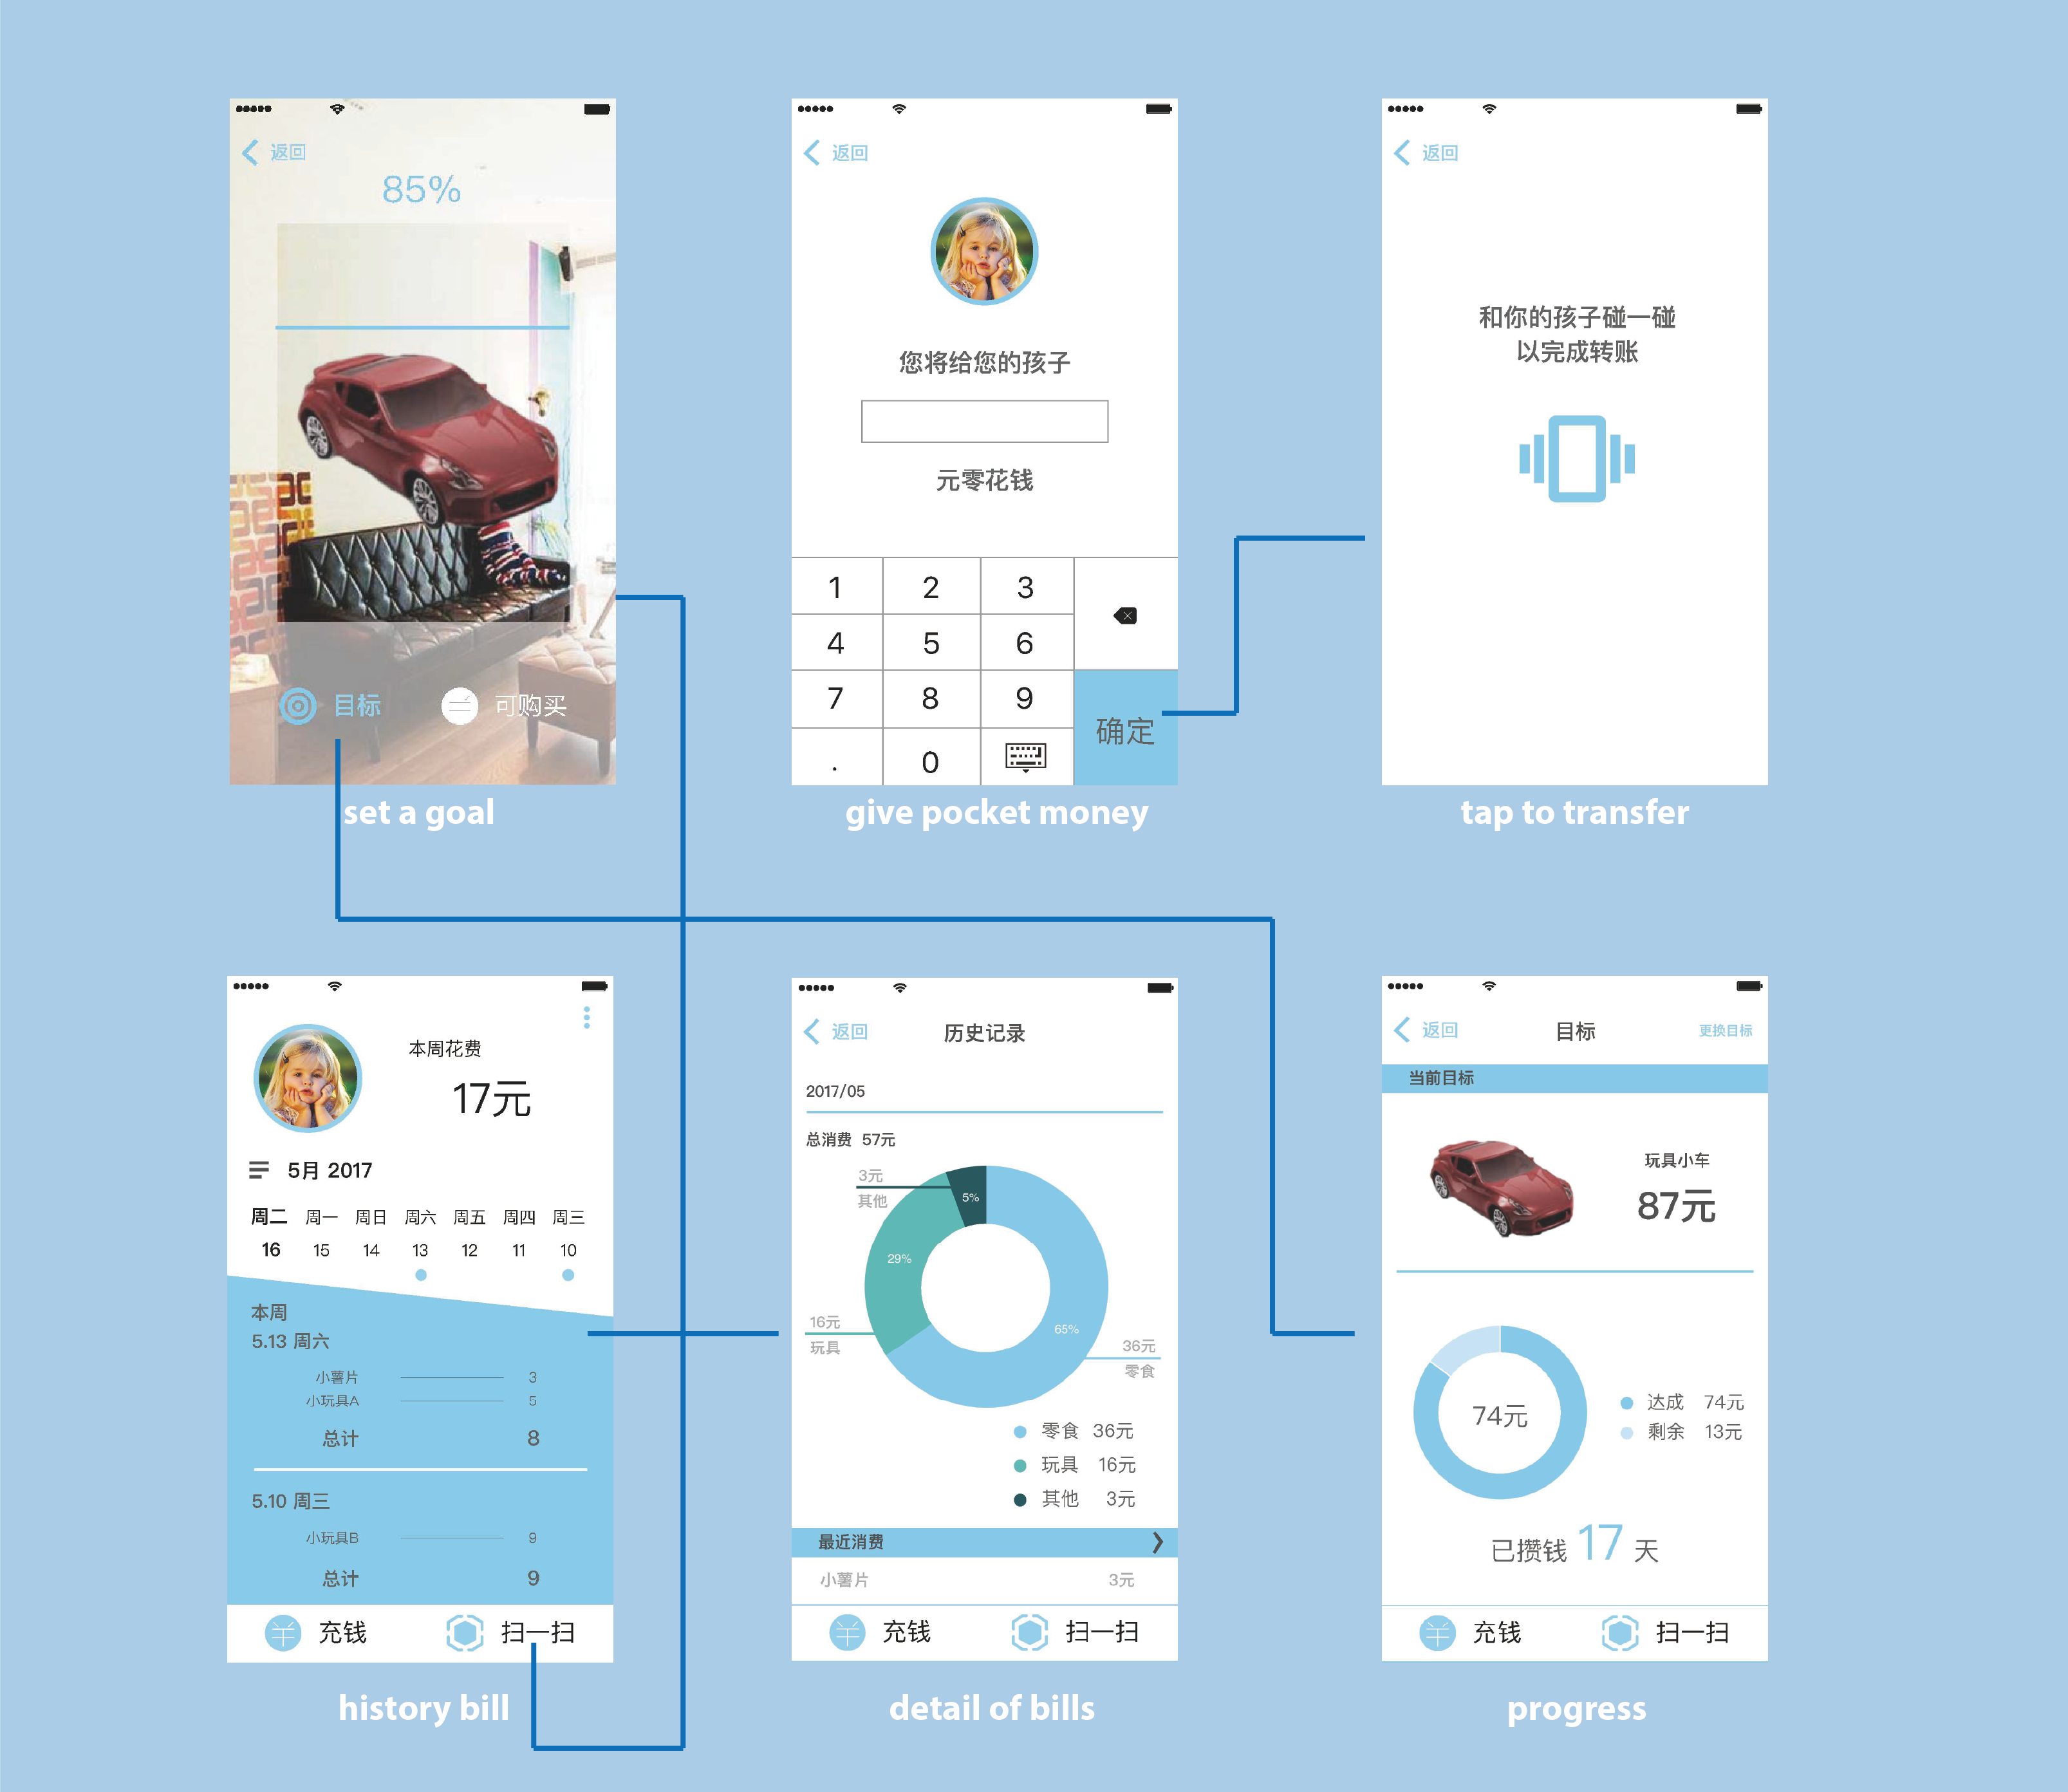 返回
85%
目标 可购买
set a goal
返回
您将给您的孩子
元零花钱
1 2 3
4 5 6
7 8 9
确定
. 0
give pocket money
返回
和你的孩子碰一碰
以完成转账
tap to transfer
本周花费
17元
5月 2017
周二 周一 周日 周六 周五 周四 周三
16 15 14 13 12 11 10
本周
5.13 周六
小薯片 3
小玩具A 5
总计 8
5.10 周三
小玩具B 9
总计 9
充钱 扫一扫
history bill
返回 历史记录
2017/05
总消费 57元
3元
其他
5%
29%
16元
玩具
65%
36元
零食
零食 36元
玩具 16元
其他 3元
最近消费
小薯片 3元
充钱 扫一扫
detail of bills
返回 目标 更换目标
当前目标
玩具小车
87元
74元
达成 74元
剩余 13元
已攒钱 17 天
充钱 扫一扫
progress